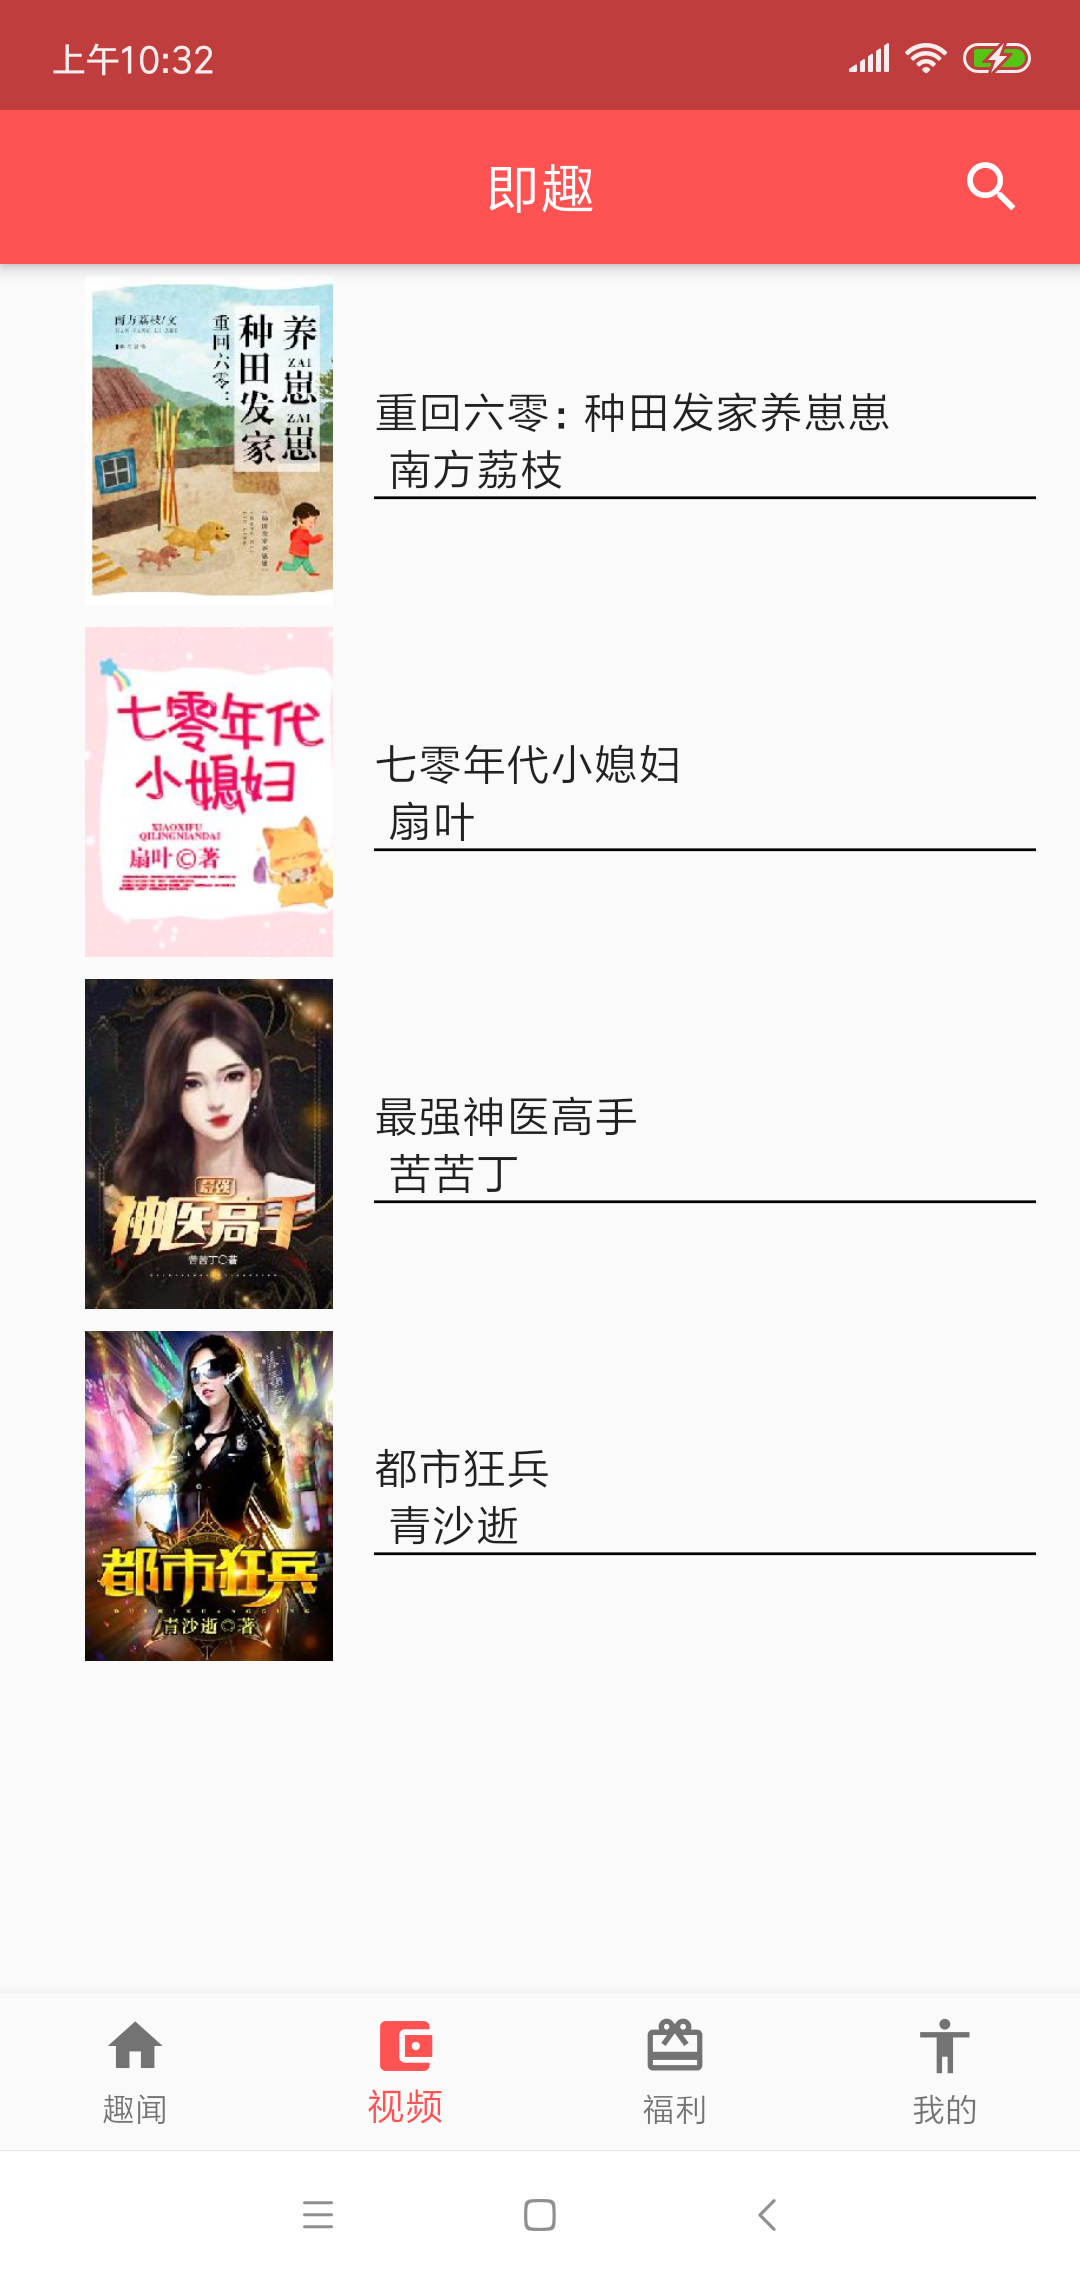 上午10:32
即趣
南方荔枝/文
重回六零：
种田发家
养崽崽
ZAI
ZAI
重回六零：种田发家养崽崽
南方荔枝
七零年代
小媳妇
XIAOXIFU
QILINGNIANDAI
扇叶©著
七零年代小媳妇
扇叶
最强
神医高手
苦苦丁◎著
最强神医高手
苦苦丁
都市狂兵
青沙逝◎著
都市狂兵
青沙逝
趣闻
视频
福利
我的